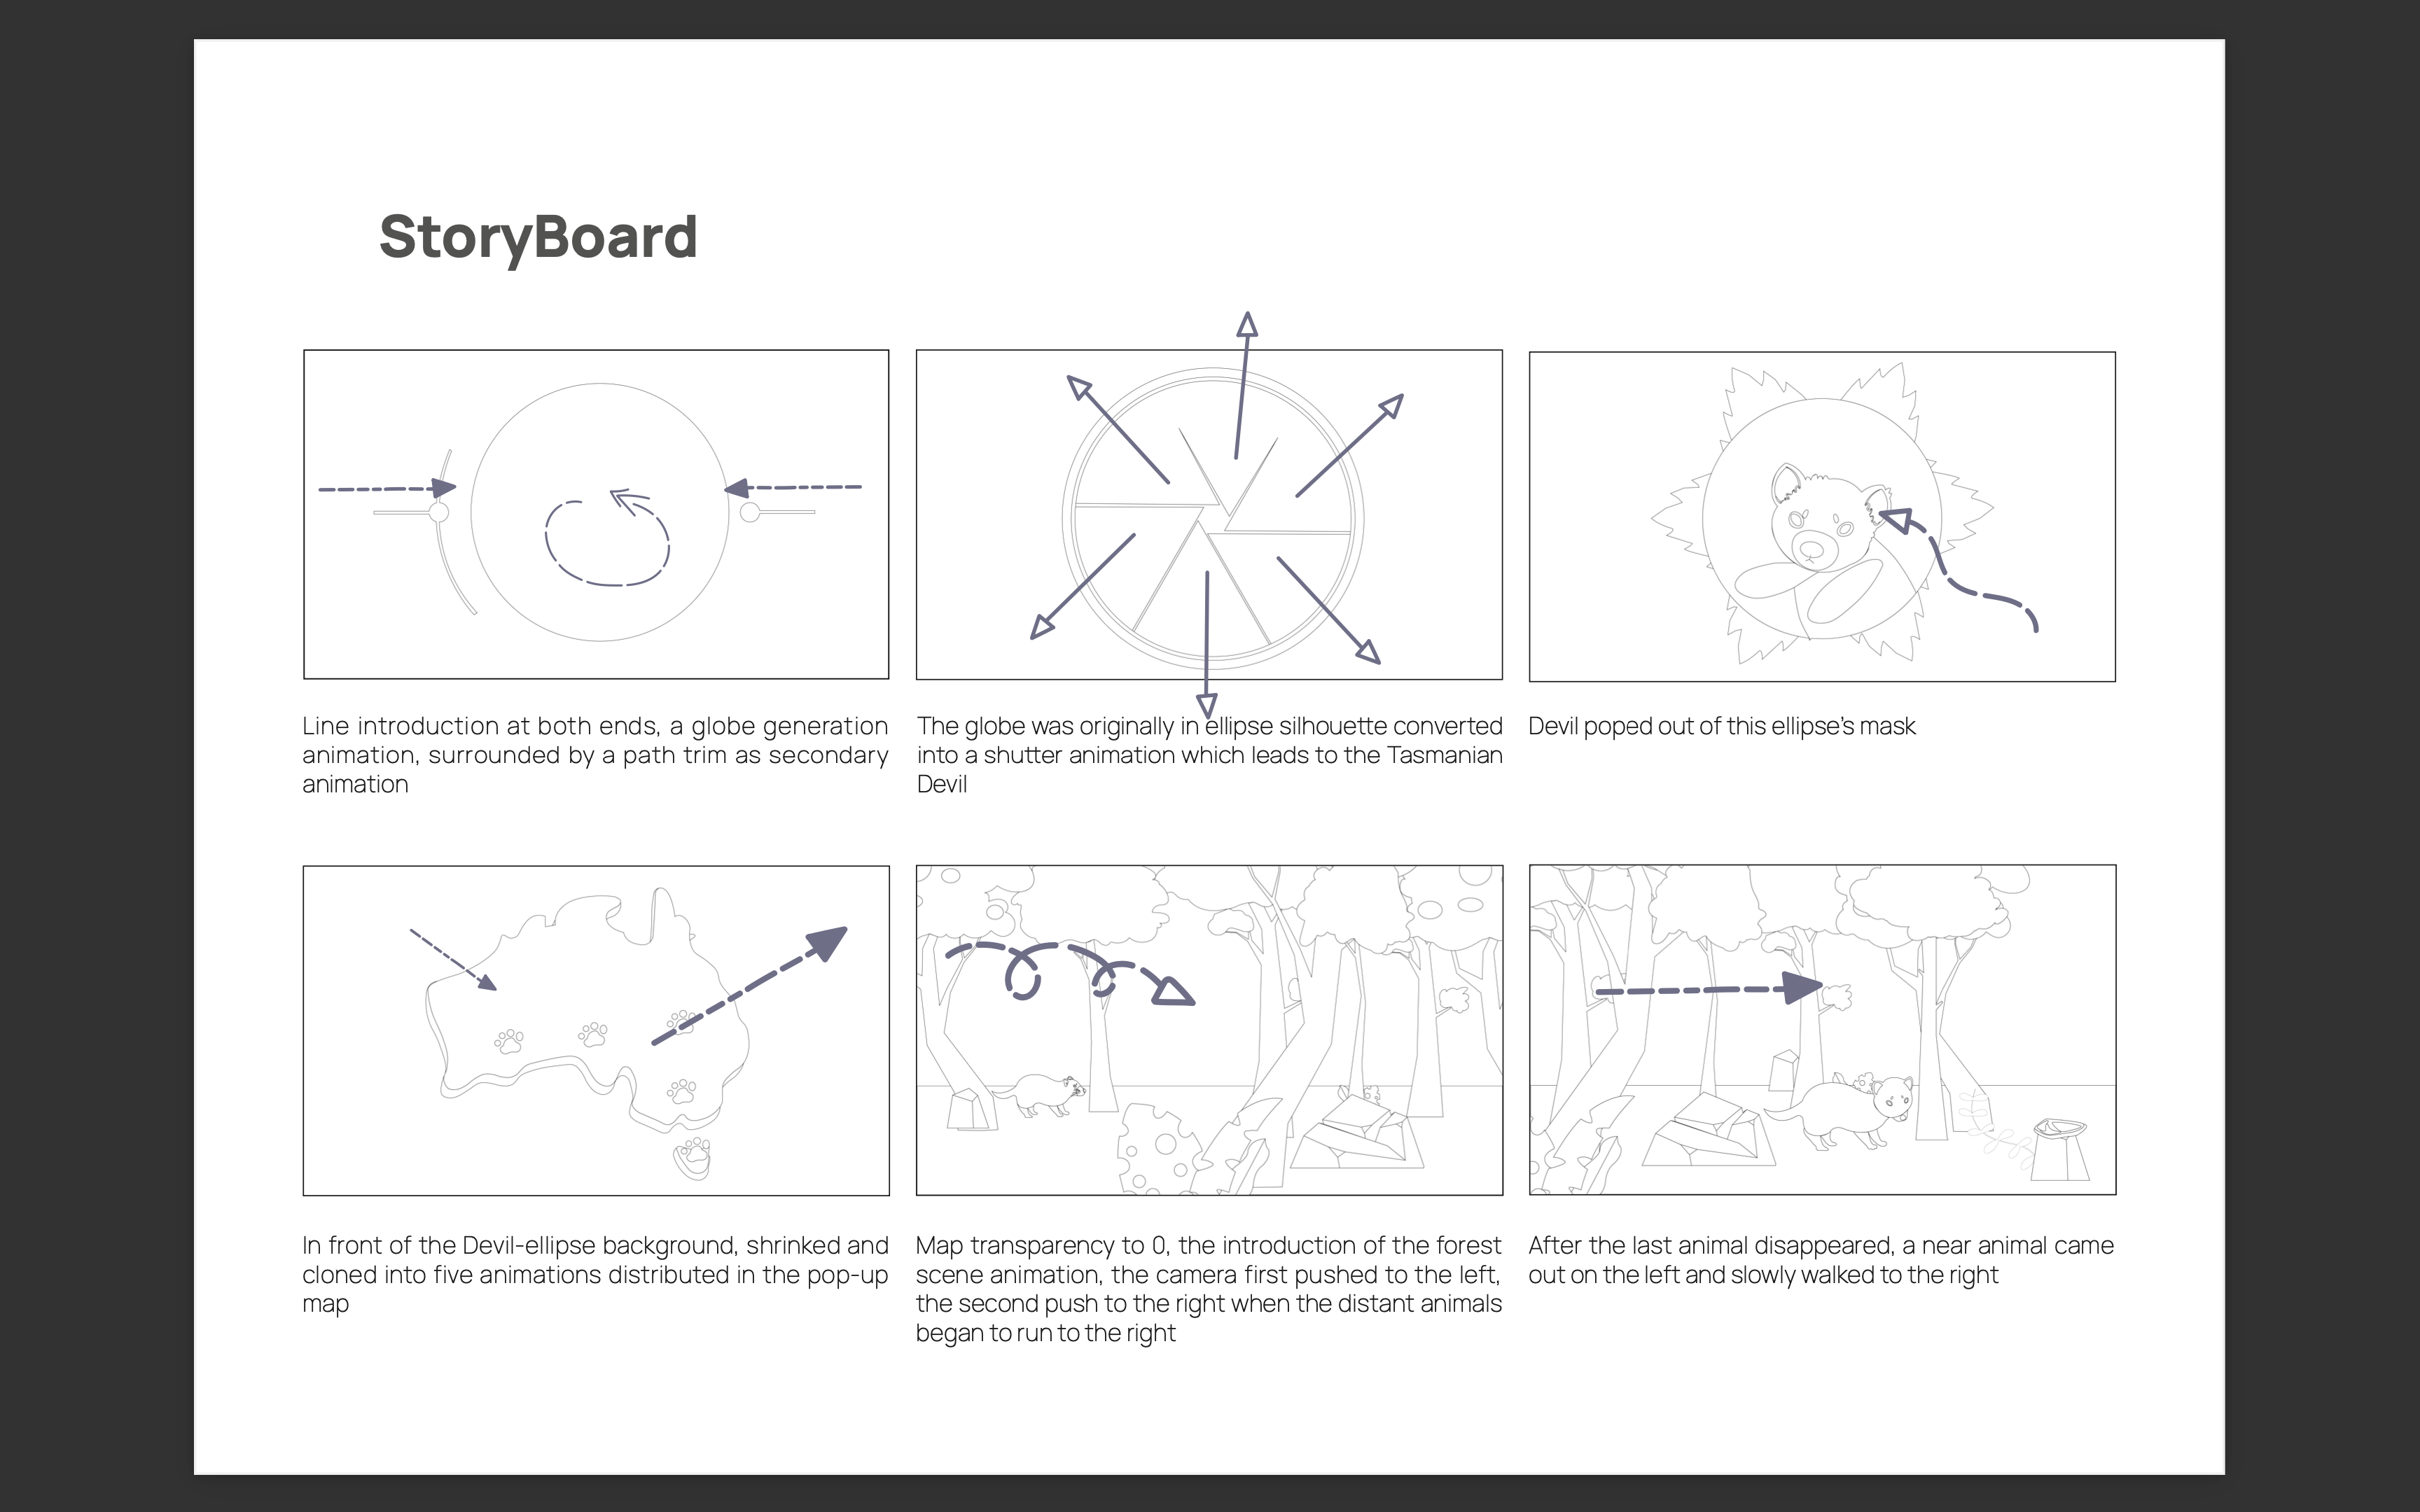 StoryBoard
Line introduction at both ends, a globe generation
animation, surrounded by a path trim as secondary
animation
The globe was originally in ellipse silhouette converted
into a shutter animation which leads to the Tasmanian
Devil
Devil poped out of this ellipse's mask
In front of the Devil-ellipse background, shrinked and
cloned into five animations distributed in the pop-up
map
Map transparency to 0, the introduction of the forest
scene animation, the camera first pushed to the left,
the second push to the right when the distant animals
began to run to the right
After the last animal disappeared, a near animal came
out on the left and slowly walked to the right